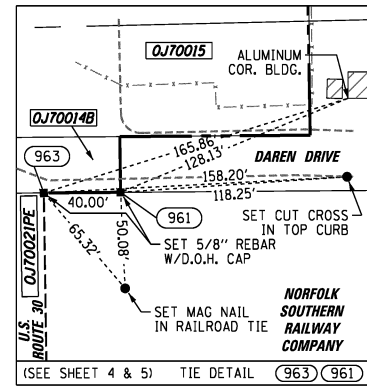 0J70015
ALUMINUM
COR. BLDG.
0J70014B
963
165.86'
128.13'
DAREN DRIVE
158.20'
118.25'
40.00'
961
SET CUT CROSS
IN TOP CURB
0J70021PE
65.32'
50.08'
SET 5/8" REBAR
W/D.O.H. CAP
U.S.
ROUTE 30
SET MAG NAIL
IN RAILROAD TIE
NORFOLK
SOUTHERN
RAILWAY
COMPANY
(SEE SHEET 4 & 5) TIE DETAIL 963 961